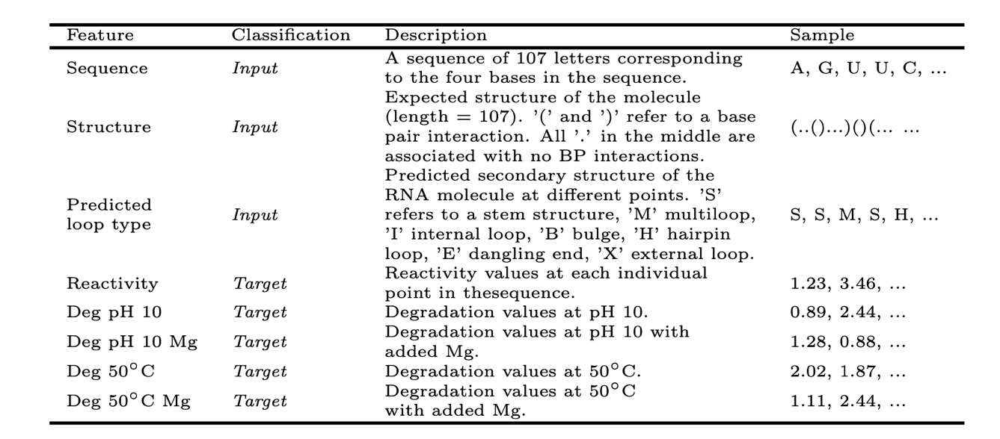 Feature Classification Description Sample
Sequence Input A sequence of 107 letters corresponding A, G, U, U, C, ...
to the four bases in the sequence.
Structure Input Expected structure of the molecule (..()...)()(... ...
(length = 107). '(' and ')' refer to a base
pair interaction. All '.' in the middle are
associated with no BP interactions.
Predicted Input Predicted secondary structure of the S, S, M, S, H, ...
loop type RNA molecule at different points. 'S'
refers to a stem structure, 'M' multiloop,
'I' internal loop, 'B' bulge, 'H' hairpin
loop, 'E' dangling end, 'X' external loop.
Reactivity Target Reactivity values at each individual 1.23, 3.46, ...
point in thesequence.
Deg pH 10 Target Degradation values at pH 10. 0.89, 2.44, ...
Deg pH 10 Mg Target Degradation values at pH 10 with 1.28, 0.88, ...
added Mg.
Deg 50°C Target Degradation values at 50°C. 2.02, 1.87, ...
Deg 50°C Mg Target Degradation values at 50°C 1.11, 2.44, ...
with added Mg.